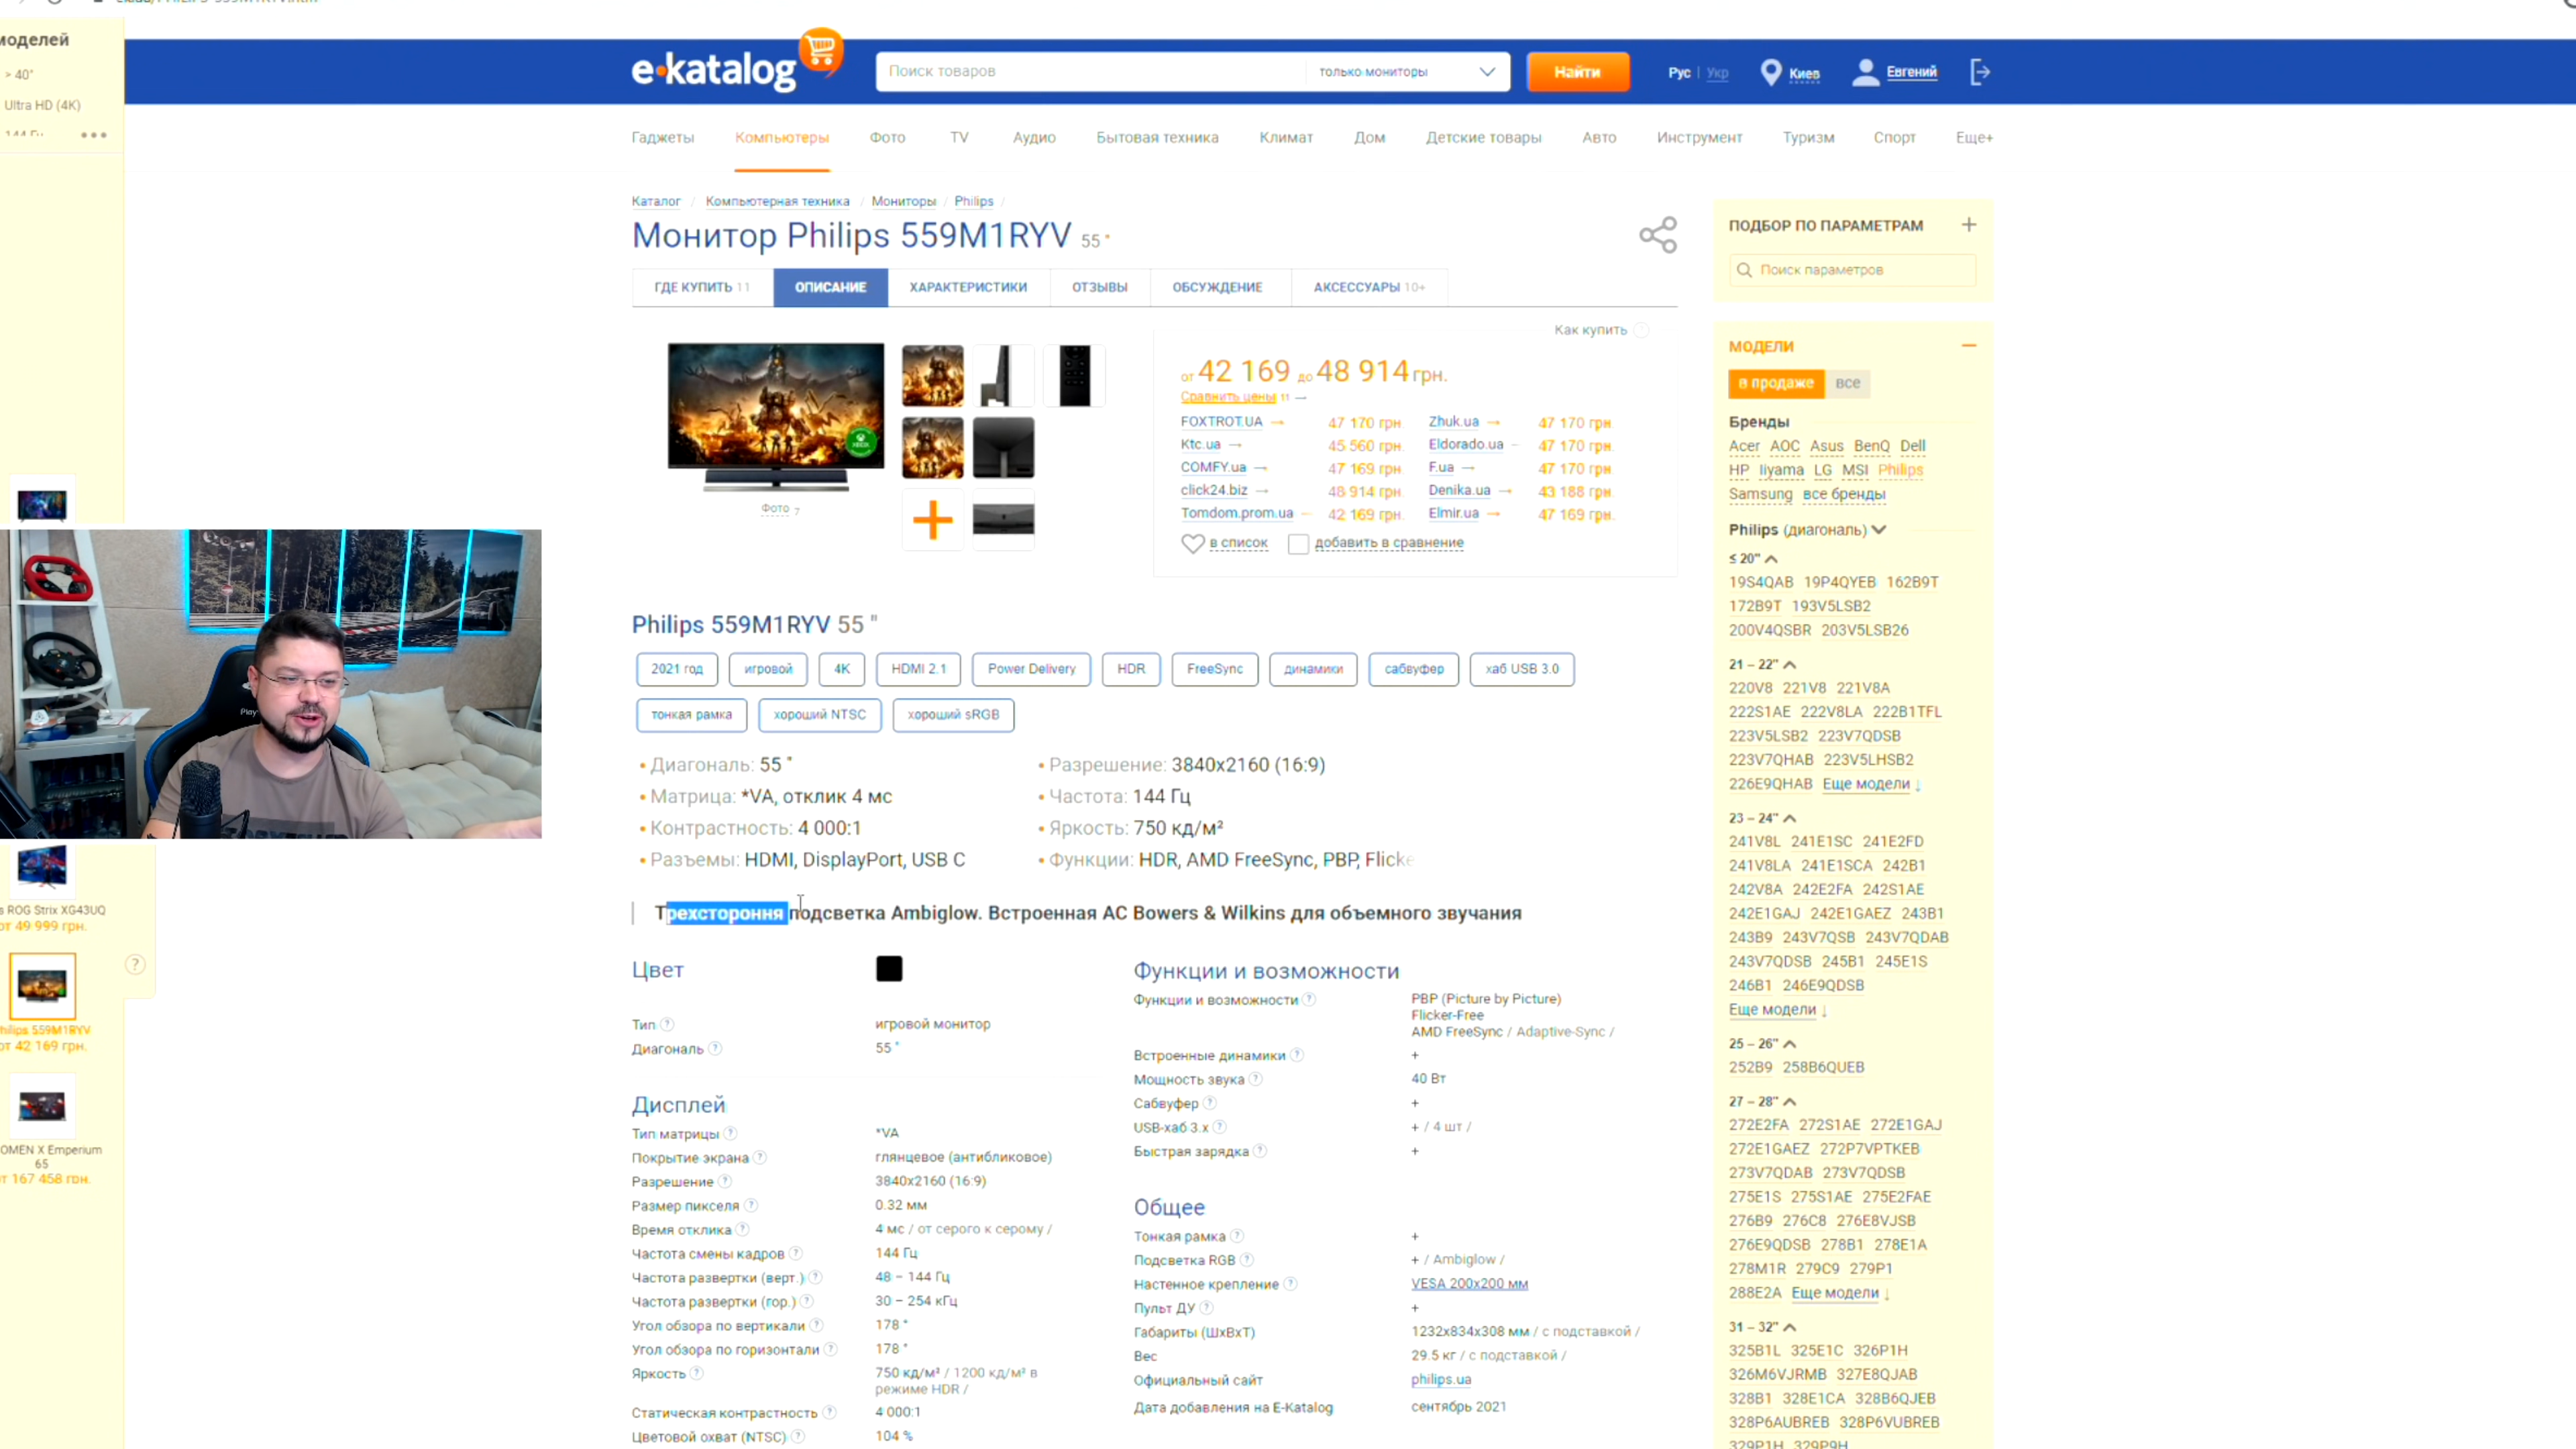 моделей
> 40"
Ultra HD (4K)
e-katalog
Поиск товаров
только мониторы
Найти
Рус | Укр
Киев
Евгений
Гаджеты Компьютеры Фото TV Аудио Бытовая техника Климат Дом Детские товары Авто Инструмент Туризм Спорт Еще+
Каталог / Компьютерная техника / Мониторы / Philips /
Монитор Philips 559M1RYV 55 "
ГДЕ КУПИТЬ 11 ОПИСАНИЕ ХАРАКТЕРИСТИКИ ОТЗЫВЫ ОБСУЖДЕНИЕ АКСЕССУАРЫ 10+
Как купить ?
от 42 169 до 48 914 грн.
Сравнить цены 11 →
FOXTROT.UA → 47 170 грн. Zhuk.ua → 47 170 грн.
Ktc.ua → 45 560 грн. Eldorado.ua → 47 170 грн.
COMFY.ua → 47 169 грн. F.ua → 47 170 грн.
click24.biz → 48 914 грн. Denika.ua → 43 188 грн.
Tomdom.prom.ua → 42 169 грн. Elmir.ua → 47 169 грн.
Фото 7
в список добавить в сравнение
Philips 559M1RYV 55 "
2021 год игровой 4K HDMI 2.1 Power Delivery HDR FreeSync динамики сабвуфер хаб USB 3.0
тонкая рамка хороший NTSC хороший sRGB
• Диагональ: 55 " • Разрешение: 3840x2160 (16:9)
• Матрица: *VA, отклик 4 мс • Частота: 144 Гц
• Контрастность: 4 000:1 • Яркость: 750 кд/м²
• Разъемы: HDMI, DisplayPort, USB C • Функции: HDR, AMD FreeSync, PBP, Flicke
Трехстороння подсветка Ambiglow. Встроенная АС Bowers & Wilkins для объемного звучания
Цвет
Тип ? игровой монитор
Диагональ ? 55 "
Дисплей
Тип матрицы ? *VA
Покрытие экрана ? глянцевое (антибликовое)
Разрешение ? 3840x2160 (16:9)
Размер пикселя ? 0.32 мм
Время отклика ? 4 мс / от серого к серому /
Частота смены кадров ? 144 Гц
Частота развертки (верт.) ? 48 – 144 Гц
Частота развертки (гор.) ? 30 – 254 кГц
Угол обзора по вертикали ? 178 °
Угол обзора по горизонтали ? 178 °
Яркость ? 750 кд/м² / 1200 кд/м² в
режиме HDR /
Статическая контрастность ? 4 000:1
Цветовой охват (NTSC) ? 104 %
Функции и возможности
Функции и возможности ? PBP (Picture by Picture)
Flicker-Free
AMD FreeSync / Adaptive-Sync /
Встроенные динамики ? +
Мощность звука ? 40 Вт
Сабвуфер ? +
USB-хаб 3.x ? + / 4 шт /
Быстрая зарядка ? +
Общее
Тонкая рамка ? +
Подсветка RGB ? + / Ambiglow /
Настенное крепление ? VESA 200x200 мм
Пульт ДУ ? +
Габариты (ШхВхТ) 1232x834x308 мм / с подставкой /
Вес 29.5 кг / с подставкой /
Официальный сайт philips.ua
Дата добавления на E-Katalog сентябрь 2021
ПОДБОР ПО ПАРАМЕТРАМ +
Поиск параметров
МОДЕЛИ
в продаже все
Бренды
Acer AOC Asus BenQ Dell
HP Iiyama LG MSI Philips
Samsung все бренды
Philips (диагональ)
≤ 20"
19S4QAB 19P4QYEB 162B9T
172B9T 193V5LSB2
200V4QSBR 203V5LSB26
21 – 22"
220V8 221V8 221V8A
222S1AE 222V8LA 222B1TFL
223V5LSB2 223V7QDSB
223V7QHAB 223V5LHSB2
226E9QHAB Еще модели ↓
23 – 24"
241V8L 241E1SC 241E2FD
241V8LA 241E1SCA 242B1
242V8A 242E2FA 242S1AE
242E1GAJ 242E1GAEZ 243B1
243B9 243V7QSB 243V7QDAB
243V7QDSB 245B1 245E1S
246B1 246E9QDSB
Еще модели ↓
25 – 26"
252B9 258B6QUEB
27 – 28"
272E2FA 272S1AE 272E1GAJ
272E1GAEZ 272P7VPTKEB
273V7QDAB 273V7QDSB
275E1S 275S1AE 275E2FAE
276B9 276C8 276E8VJSB
276E9QDSB 278B1 278E1A
278M1R 279C9 279P1
288E2A Еще модели ↓
31 – 32"
325B1L 325E1C 326P1H
326M6VJRMB 327E8QJAB
328B1 328E1CA 328B6QJEB
328P6AUBREB 328P6VUBREB
329P1H 329P9H
Play
s ROG Strix XG43UQ
от 49 999 грн.
?
hilips 559M1RYV
от 42 169 грн.
OMEN X Emperium
65
от 167 458 грн.